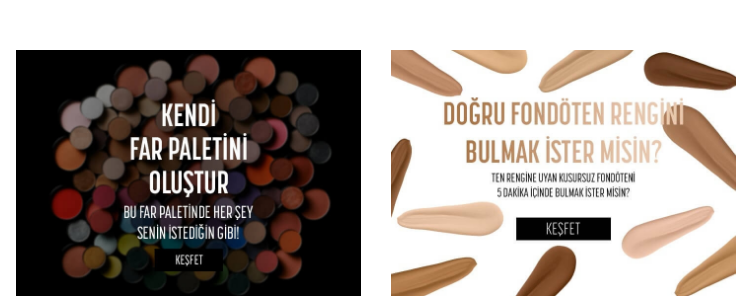 KENDİ
FAR PALETİNİ
OLUŞTUR
BU FAR PALETİNDE HER ŞEY
SENİN İSTEDİĞİN GİBİ!
KEŞFET
DOĞRU FONDÖTEN RENGİNİ
BULMAK İSTER MİSİN?
TEN RENGİNE UYAN KUSURSUZ FONDÖTENİ
5 DAKİKA İÇİNDE BULMAK İSTER MİSİN?
KEŞFET